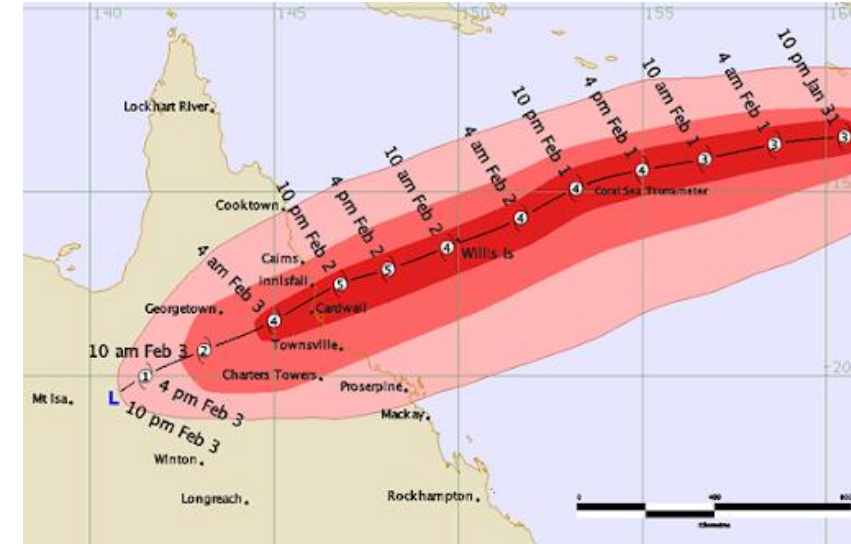 140
145
150
155
160
10 pm Jan 31
4 am Feb 1
10 am Feb 1
4 pm Feb 1
10 pm Feb 1
4 am Feb 2
10 am Feb 2
4 pm Feb 2
10 pm Feb 2
4 am Feb 3
10 am Feb 3
4 pm Feb 3
10 pm Feb 3
3
3
3
4
4
4
4
5
5
4
2
1
L
Lockhart River
15
Coral Sea Tsunameter
Cooktown
Willis Is
Cairns
Innisfail
Georgetown
Cardwell
Townsville
Charters Towers
20
Proserpine
Mt Isa
Mackay
Winton
Longreach
Rockhampton
0
400
800
Kilometres